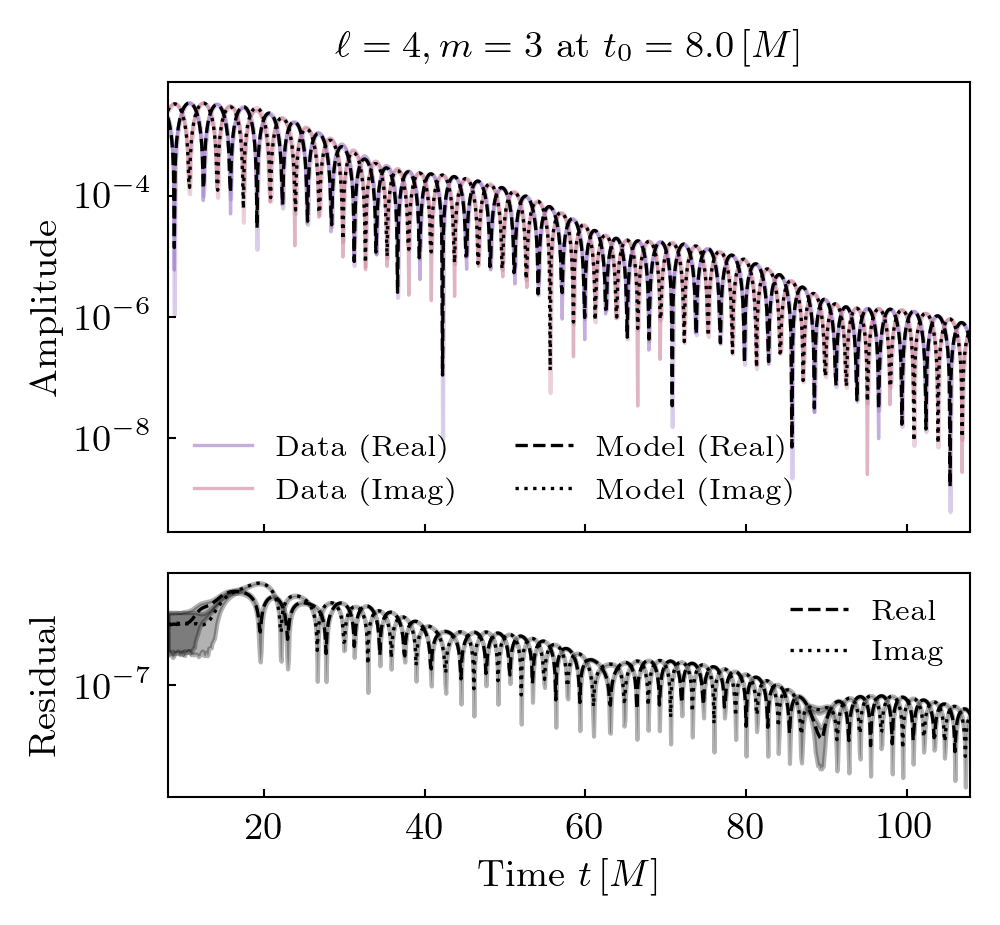 ℓ = 4, m = 3 at t₀ = 8.0 [M]
Amplitude
10⁻⁴
10⁻⁶
10⁻⁸
Data (Real)
Data (Imag)
Model (Real)
Model (Imag)
Residual
10⁻⁷
Real
Imag
20 40 60 80 100
Time t [M]